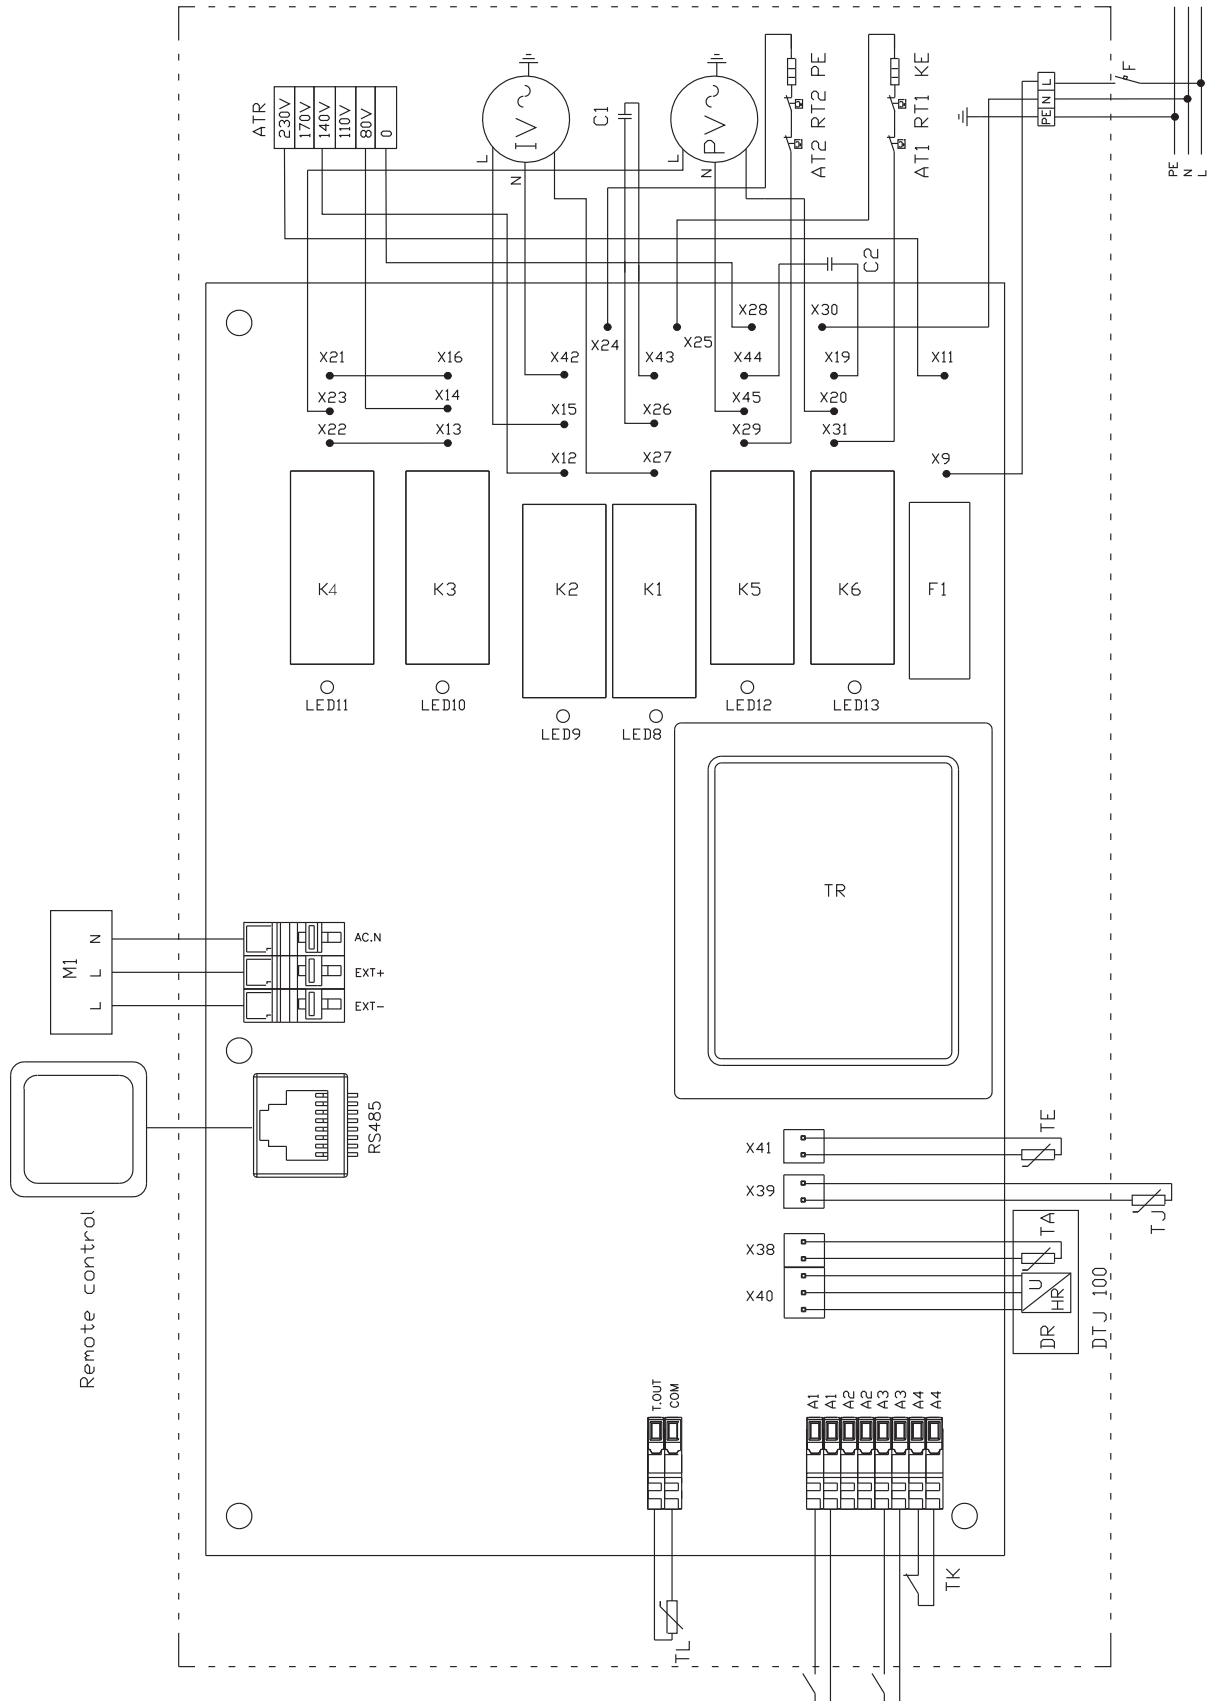 ATR
230V
170V
140V
110V
80V
0
IV
L
N
C1
PV
L
N
AT2 RT2 PE
AT1 RT1 KE
PE N L
F
PE
N
L
C2
X24
X25
X28
X30
X21
X16
X42
X43
X44
X19
X11
X23
X14
X15
X26
X45
X20
X22
X13
X12
X27
X29
X31
X9
K4
K3
K2
K1
K5
K6
F1
LED11
LED10
LED9
LED8
LED12
LED13
TR
M1
L L N
AC.N
EXT+
EXT-
RS485
Remote control
X41
X39
X38
X40
TE
TJ
TA
U
HR
DR
DTJ 100
T.OUT
COM
A1
A1
A2
A2
A3
A3
A4
A4
TL
TK